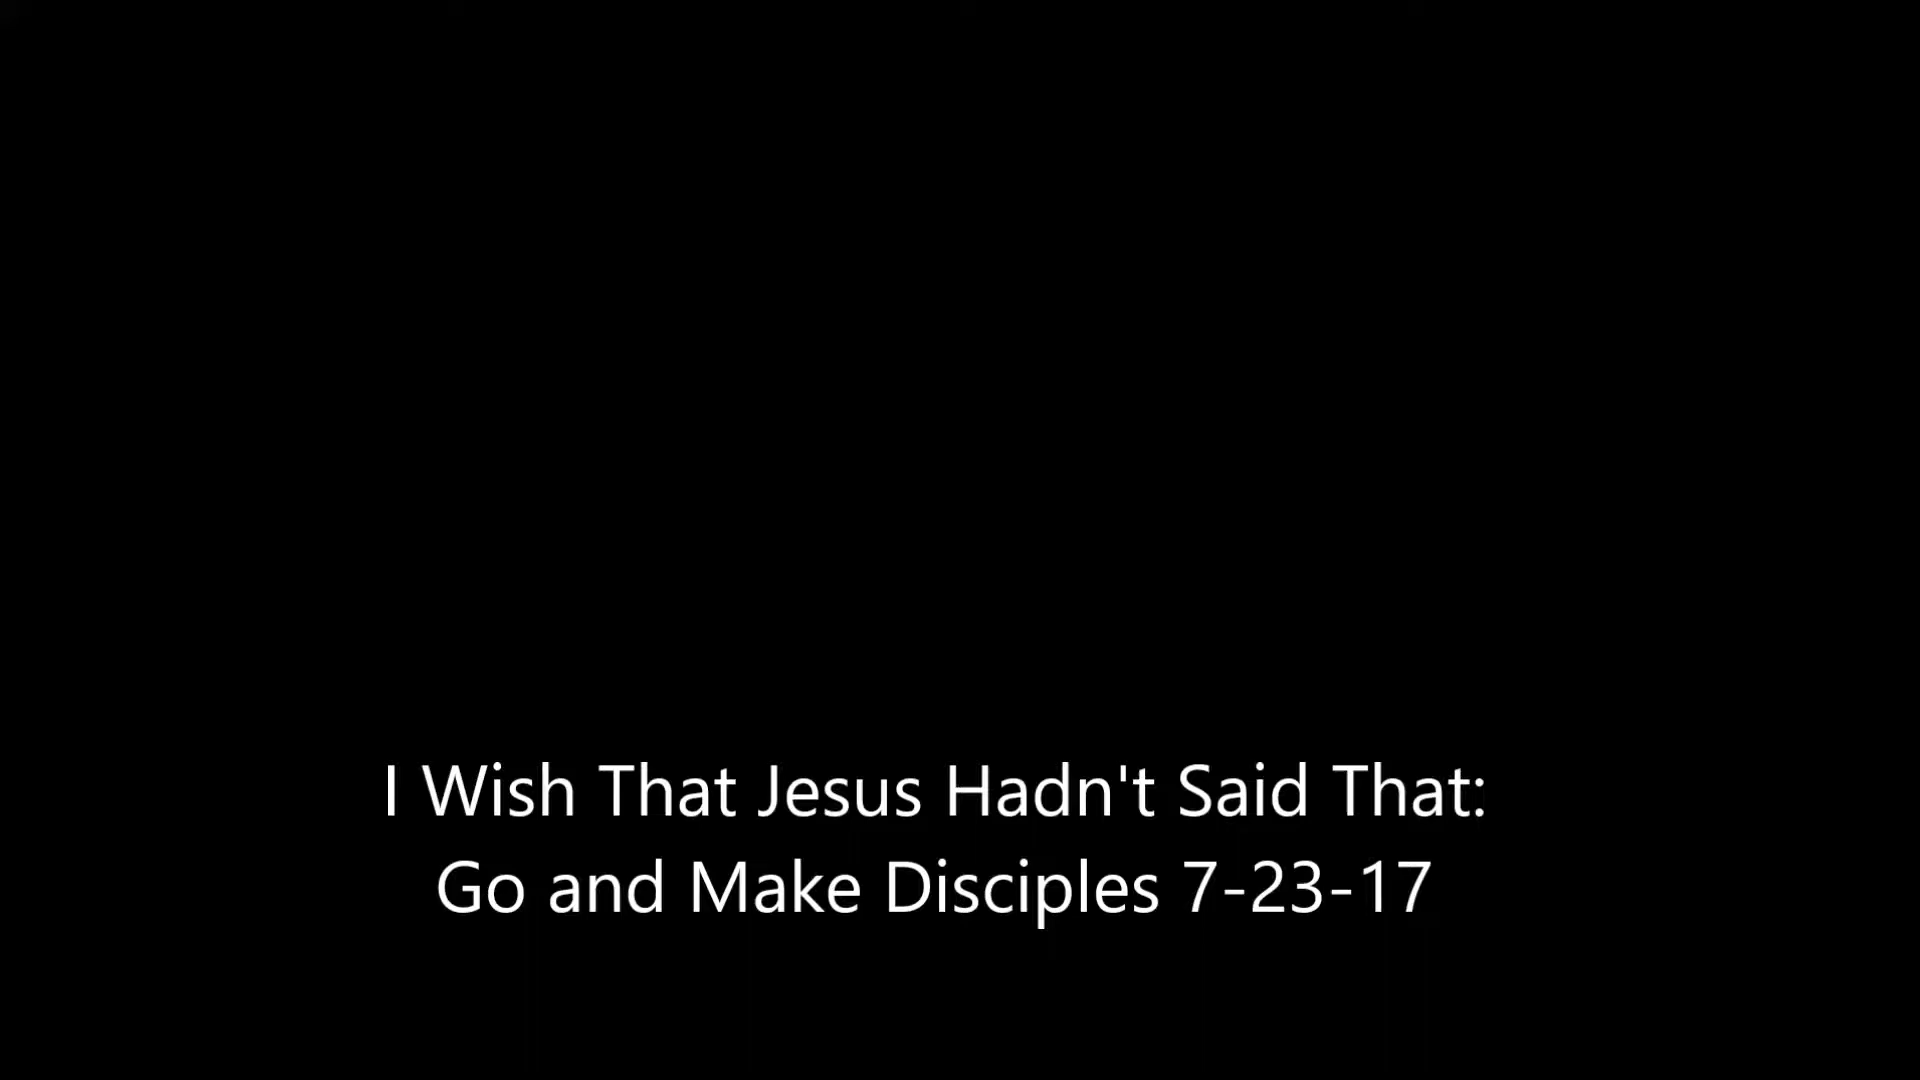 I Wish That Jesus Hadn't Said That:
Go and Make Disciples 7-23-17